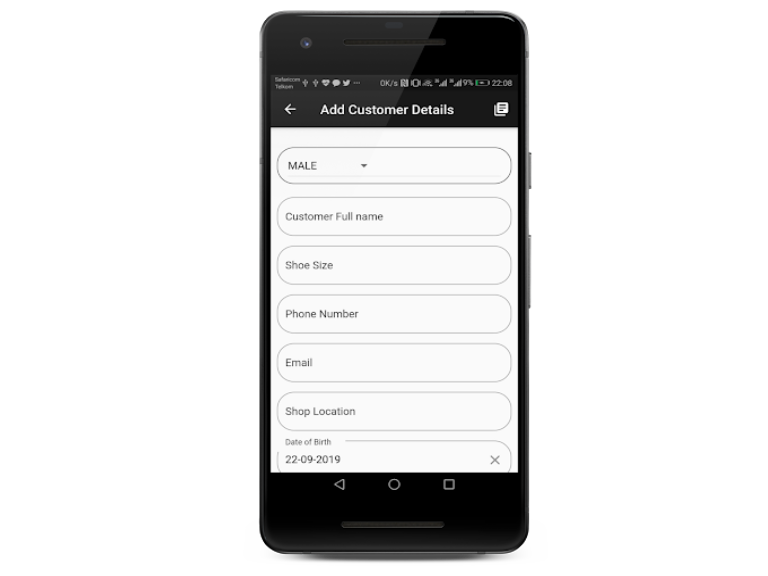 Safaricom
Telkom
0K/s 9% 22:08
Add Customer Details
MALE
Customer Full name
Shoe Size
Phone Number
Email
Shop Location
Date of Birth
22-09-2019